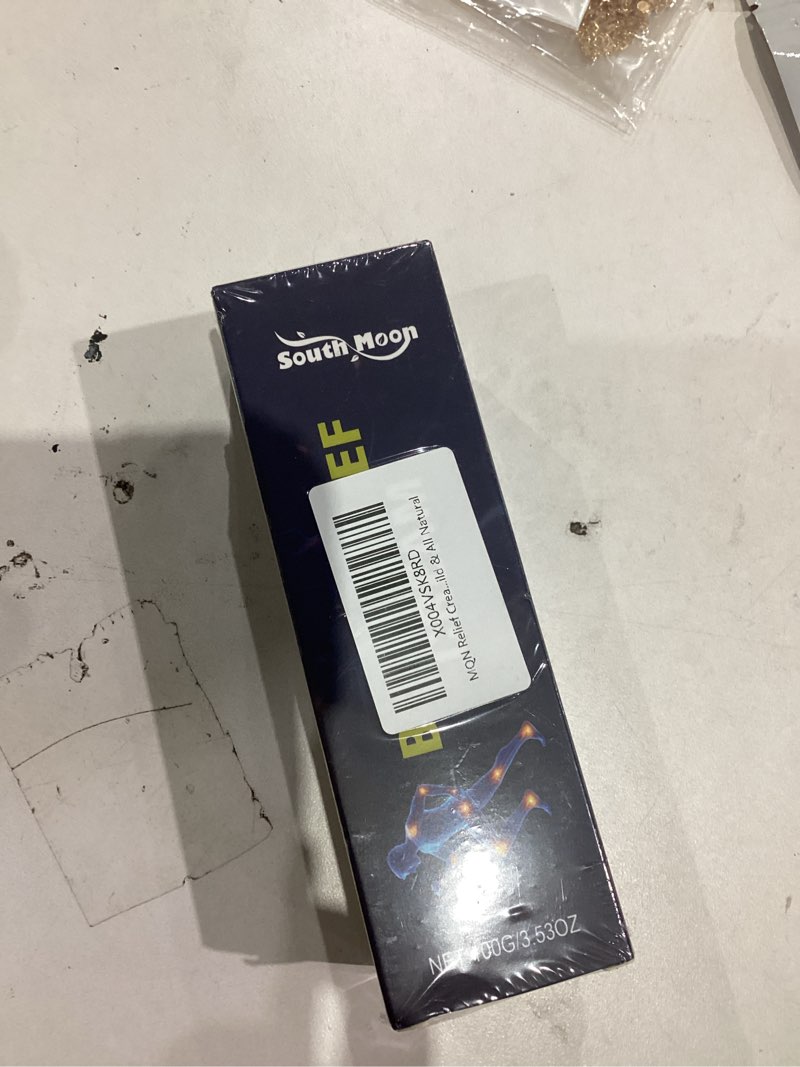 South Moon
B
EF
X004VSK8RD
MQN Relief Crea...ild & All Natural
NET 100G/3.53OZ